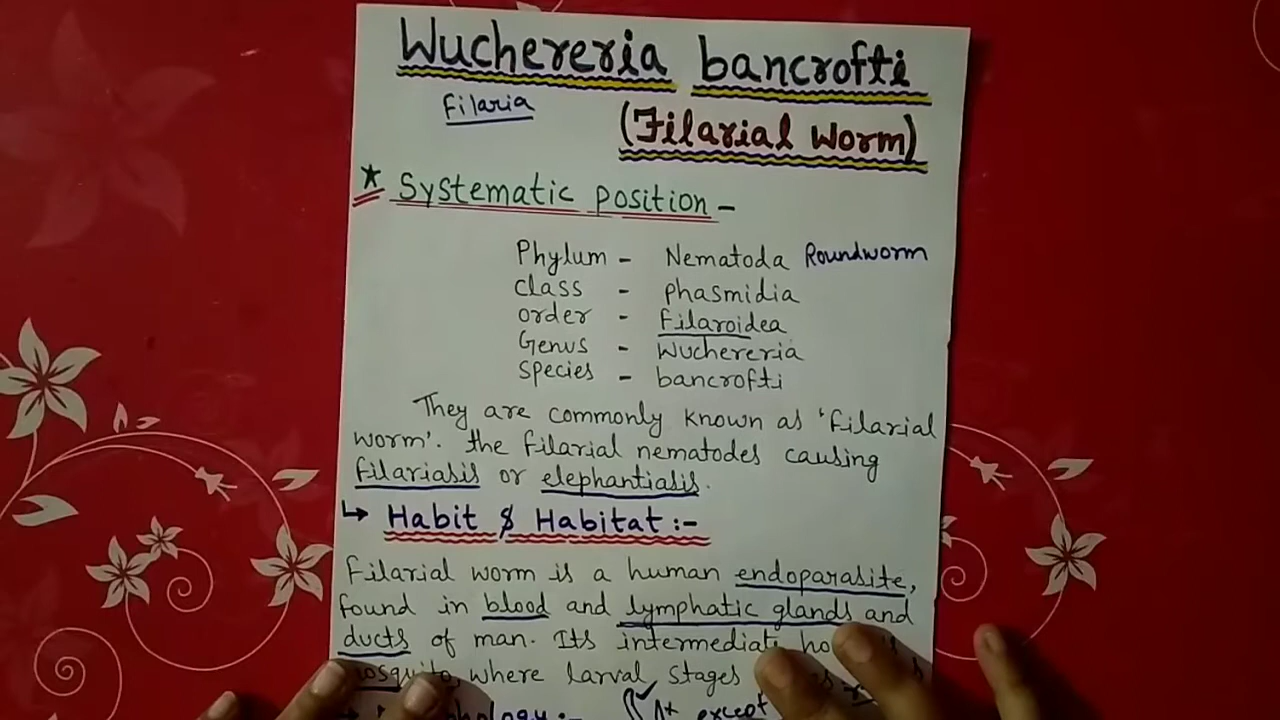 Wuchereria bancrofti
Filaria
(Filarial Worm)
* Systematic position -
Phylum - Nematoda Roundworm
class - phasmidia
order - filaroidea
Genus - Wuchereria
species - bancrofti
They are commonly known as 'filarial
worm'. the filarial nematodes causing
filariasis or elephantiasis.
↳ Habit & Habitat :-
Filarial worm is a human endoparasite,
found in blood and lymphatic glands and
ducts of man. Its intermediate
where larval stages
except